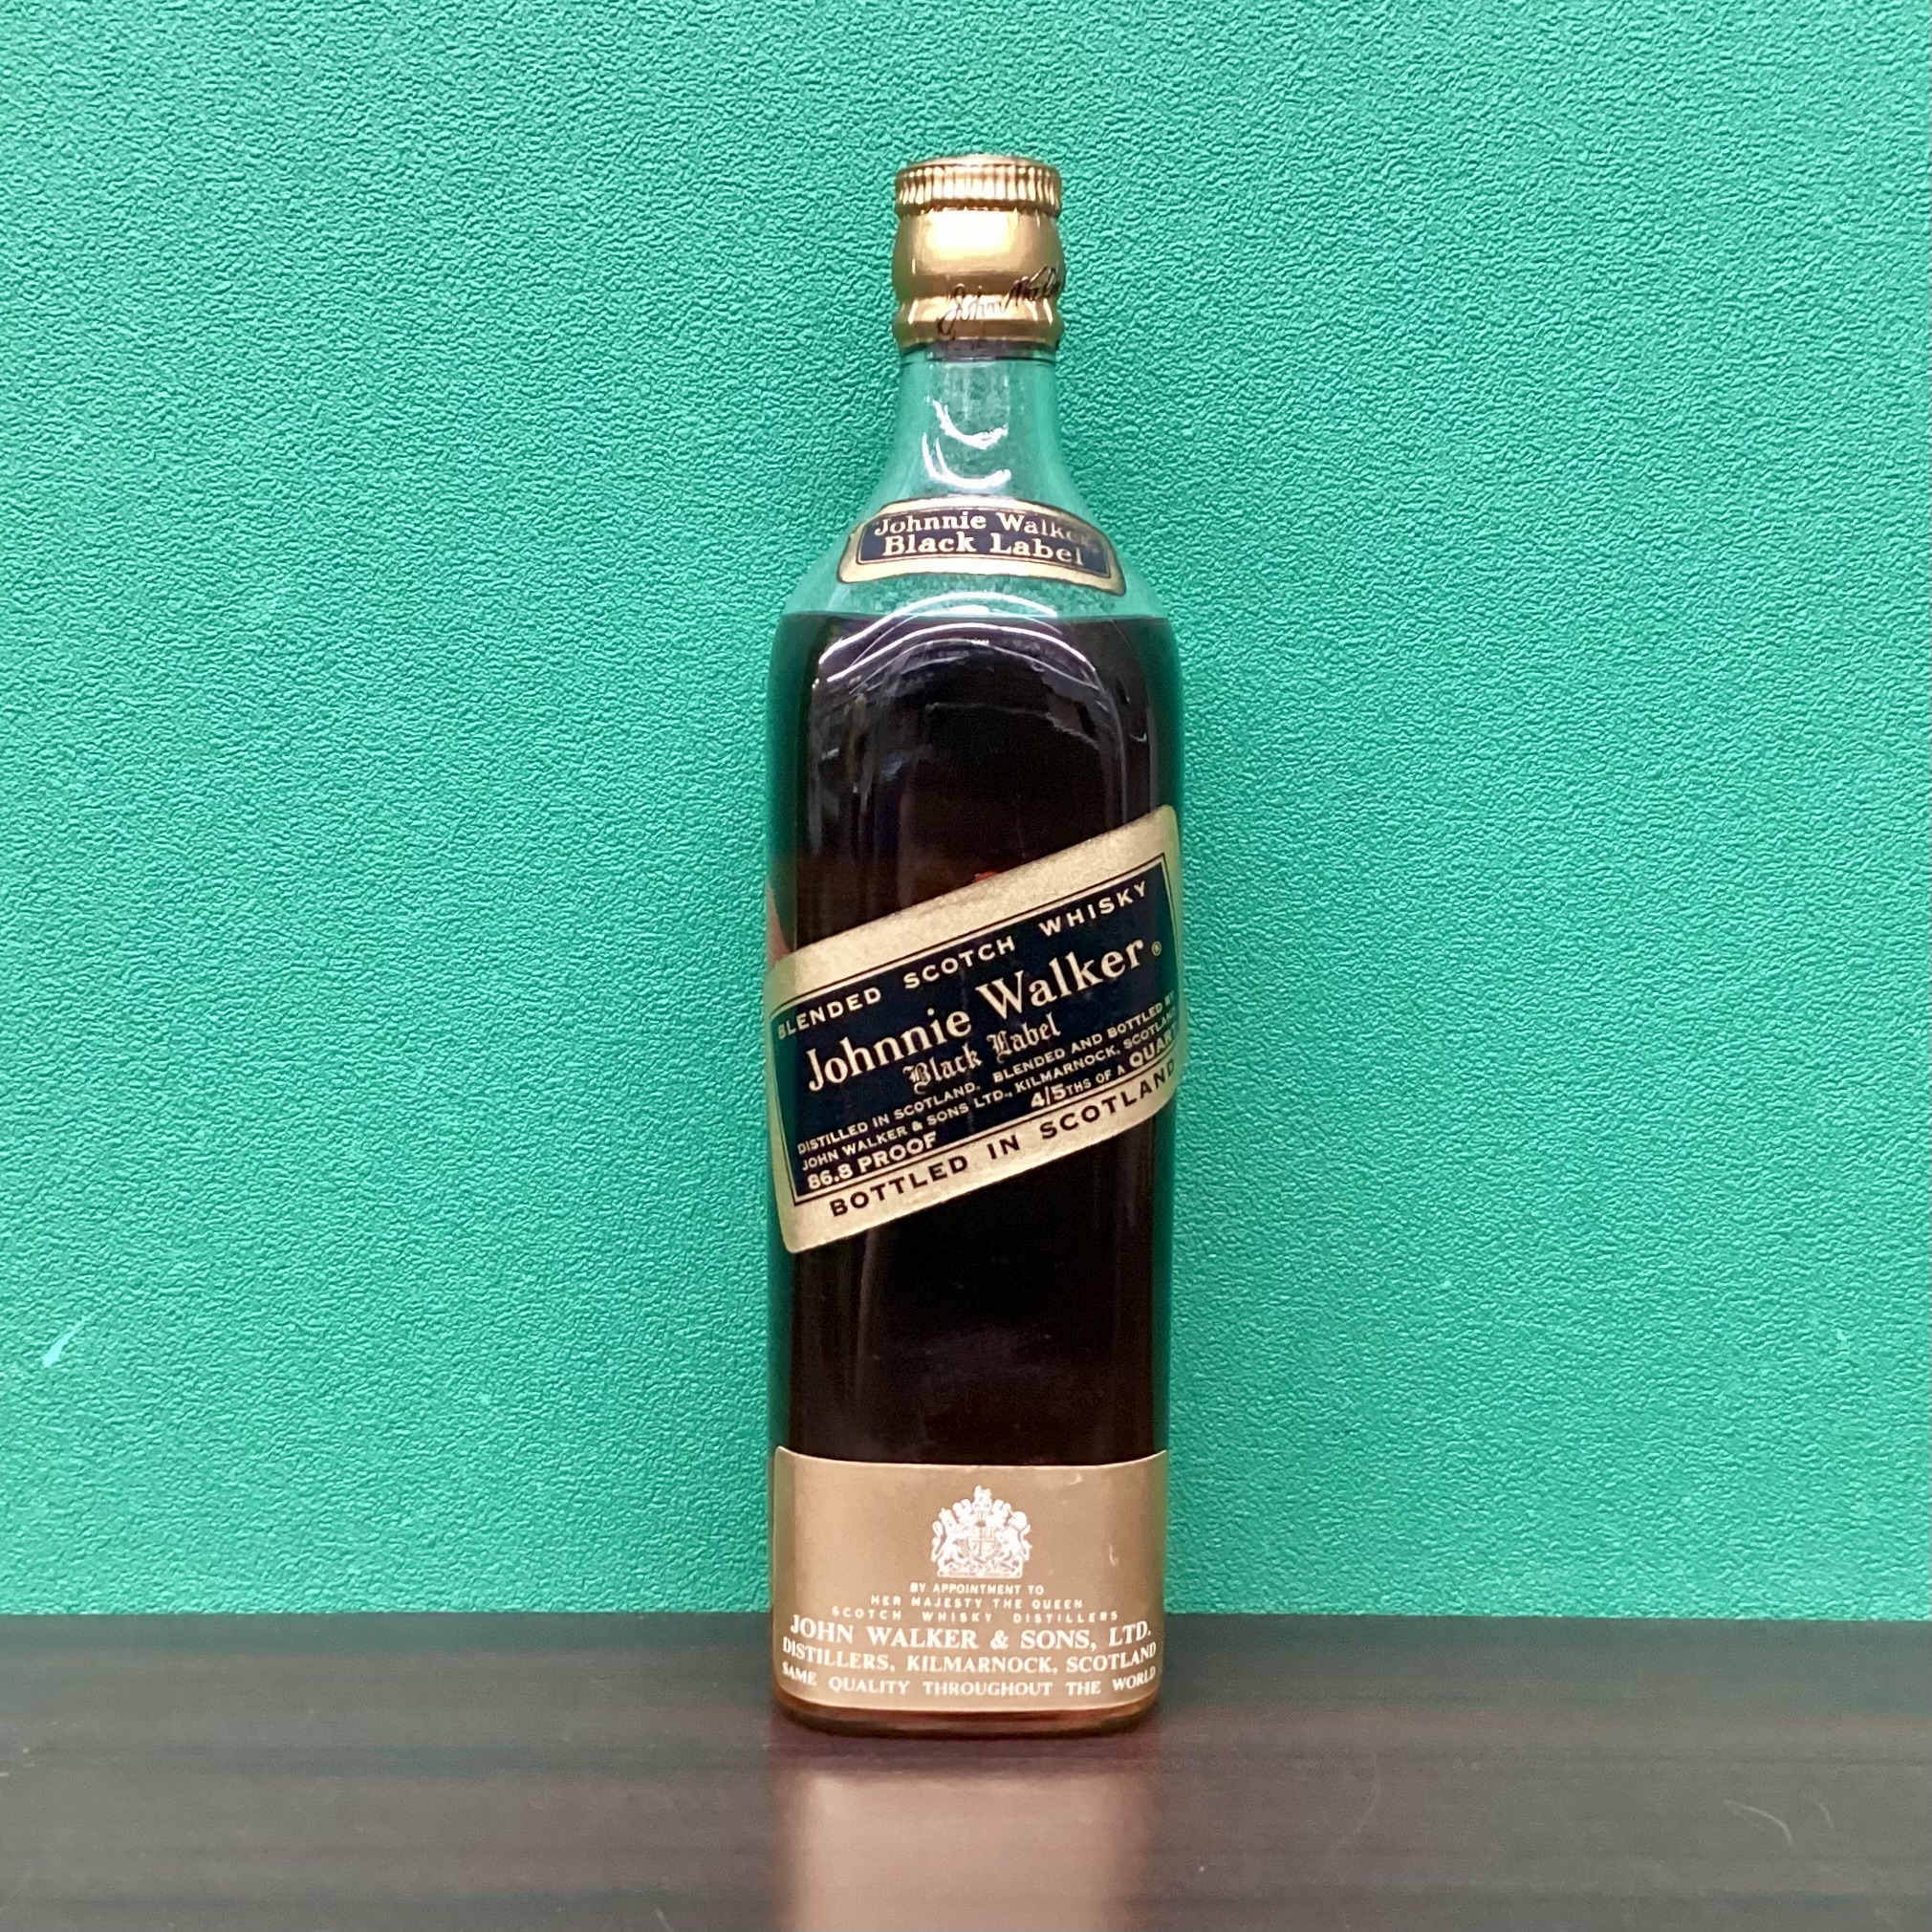 John Walker
Johnnie Walker
Black Label
BLENDED SCOTCH WHISKY
Johnnie Walker ®
Black Label
DISTILLED IN SCOTLAND. BLENDED AND BOTTLED BY
JOHN WALKER & SONS LTD., KILMARNOCK, SCOTLAND
86.8 PROOF 4/5THS OF A QUART
BOTTLED IN SCOTLAND
BY APPOINTMENT TO
HER MAJESTY THE QUEEN
SCOTCH WHISKY DISTILLERS
JOHN WALKER & SONS, LTD.
DISTILLERS, KILMARNOCK, SCOTLAND
SAME QUALITY THROUGHOUT THE WORLD